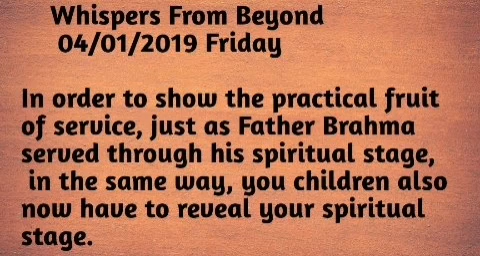 Whispers From Beyond
04/01/2019 Friday
In order to show the practical fruit
of service, just as Father Brahma
served through his spiritual stage,
in the same way, you children also
now have to reveal your spiritual
stage.